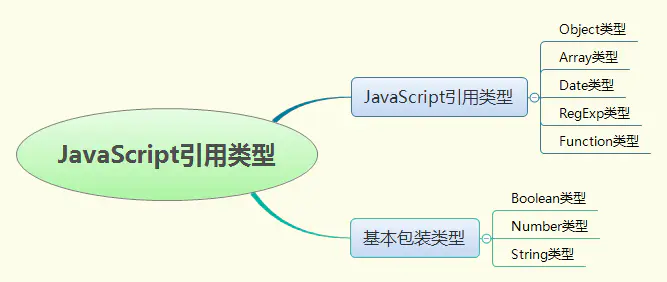 JavaScript引用类型
JavaScript引用类型
Object类型
Array类型
Date类型
RegExp类型
Function类型
基本包装类型
Boolean类型
Number类型
String类型